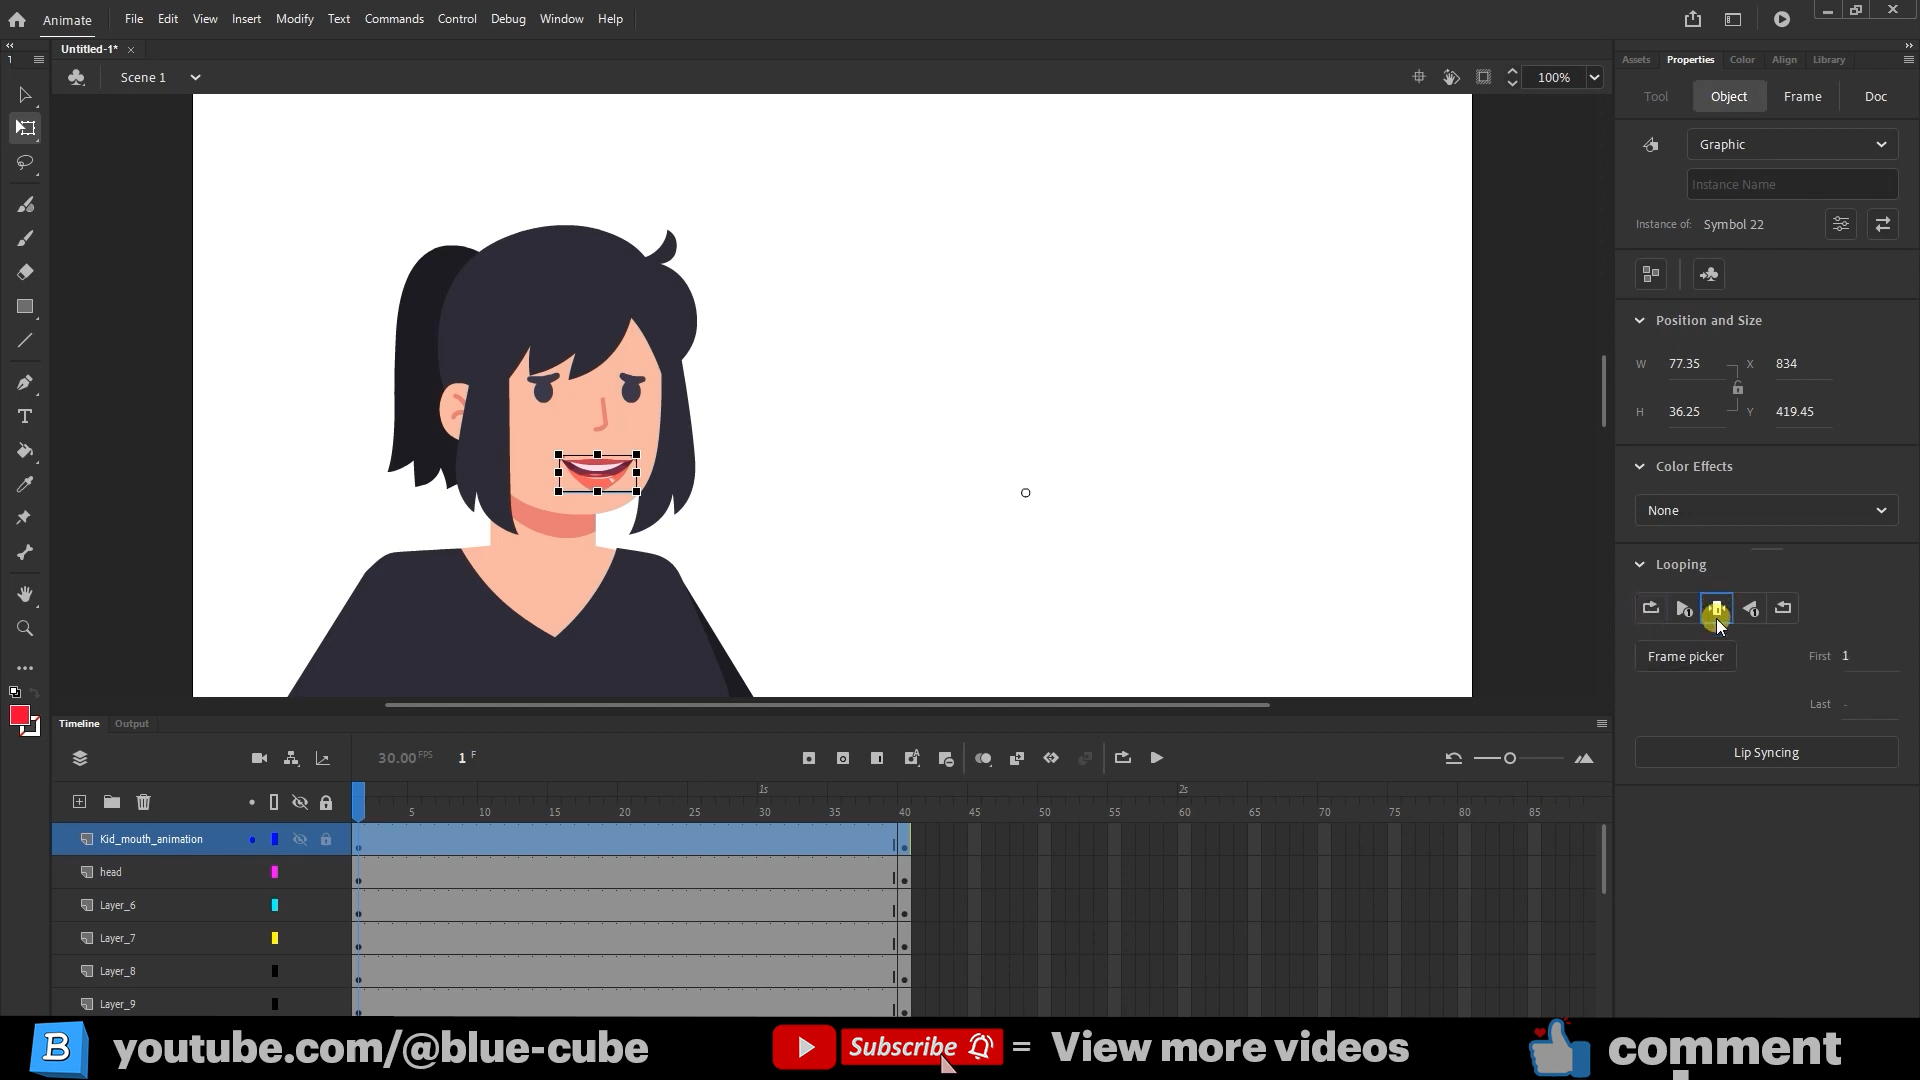 Animate
File Edit View Insert Modify Text Commands Control Debug Window Help
Untitled-1* ×
Scene 1
100%
Assets Properties Color Align Library
Tool Object Frame Doc
Graphic
Instance Name
Instance of: Symbol 22
Position and Size
W 77.35 X 834
H 36.25 Y 419.45
Color Effects
None
Looping
Frame picker First 1
Last -
Lip Syncing
Timeline Output
30.00 FPS 1 F
1s 2s
5 10 15 20 25 30 35 40 45 50 55 60 65 70 75 80 85
Kid_mouth_animation
head
Layer_6
Layer_7
Layer_8
Layer_9
B youtube.com/@blue-cube Subscribe = View more videos comment